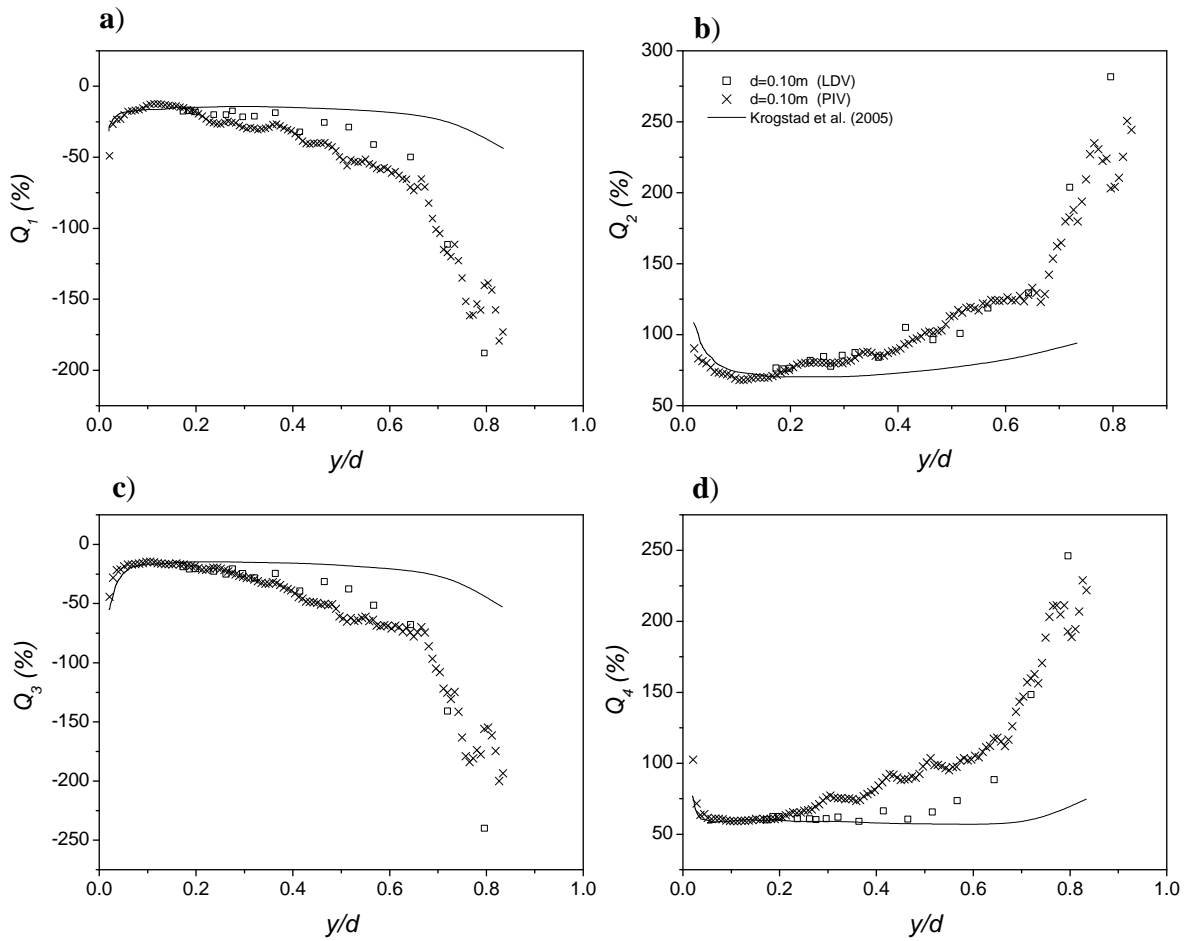 a)
0
-50
-100
-150
-200
Q1 (%)
0.0 0.2 0.4 0.6 0.8 1.0
y/d
b)
300
250
200
150
100
50
Q2 (%)
d=0.10m (LDV)
d=0.10m (PIV)
Krogstad et al. (2005)
0.0 0.2 0.4 0.6 0.8
y/d
c)
0
-50
-100
-150
-200
-250
Q3 (%)
0.0 0.2 0.4 0.6 0.8 1.0
y/d
d)
250
200
150
100
50
Q4 (%)
0.0 0.2 0.4 0.6 0.8 1.0
y/d